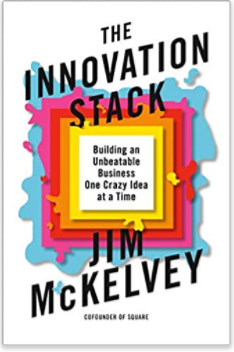 THE
INNOVATION
STACK
Building an
Unbeatable
Business
One Crazy Idea
at a Time
JIM
McKELVEY
COFOUNDER OF SQUARE